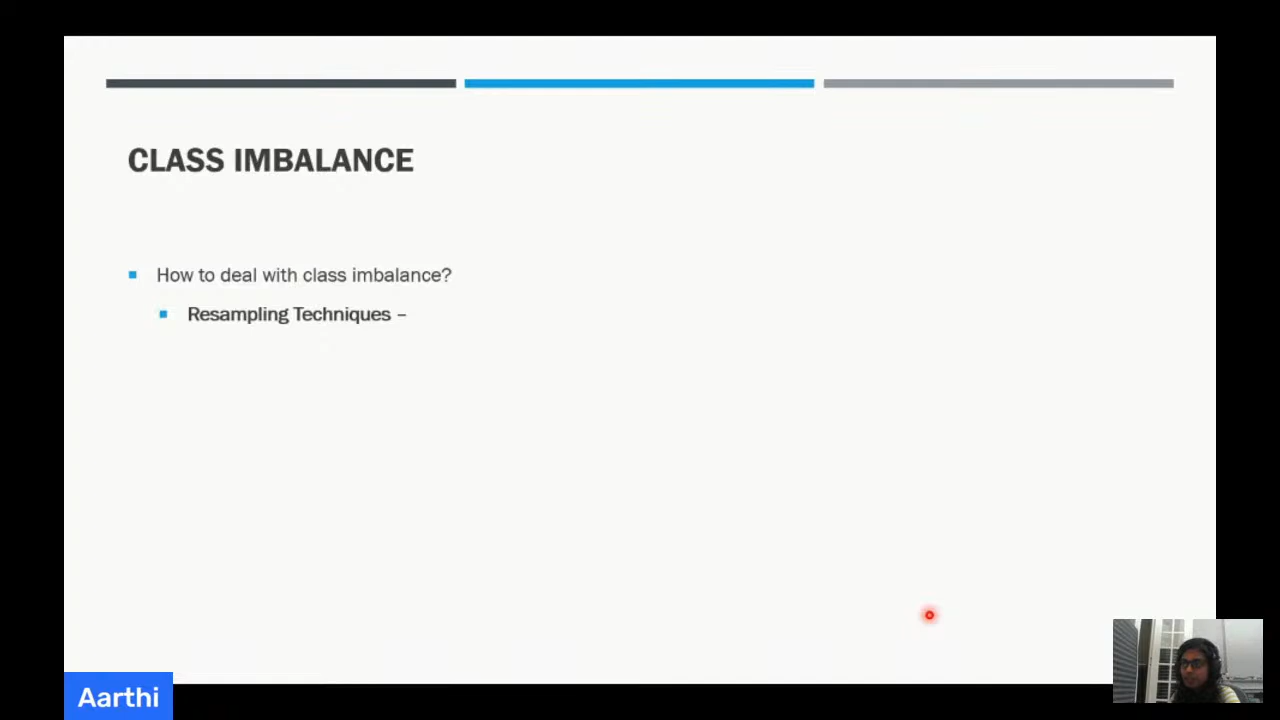 CLASS IMBALANCE
How to deal with class imbalance?
Resampling Techniques –
Aarthi